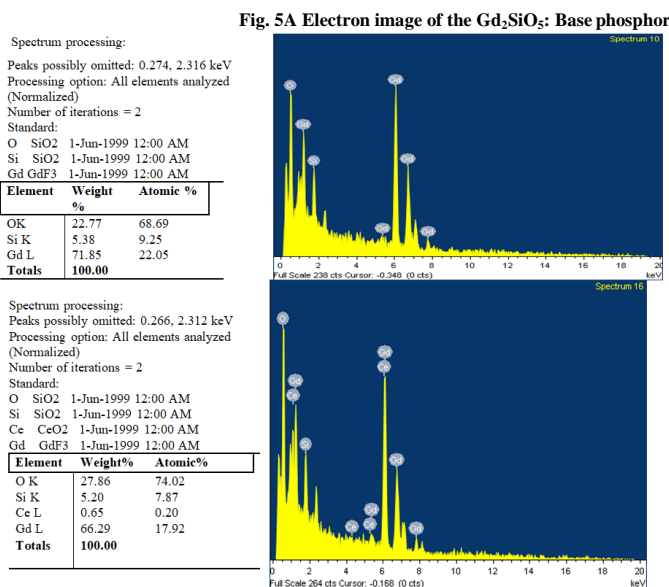 Fig. 5A Electron image of the Gd₂SiO₅: Base phosphor
Spectrum processing:
Peaks possibly omitted: 0.274, 2.316 keV
Processing option: All elements analyzed
(Normalized)
Number of iterations = 2
Standard:
O SiO2 1-Jun-1999 12:00 AM
Si SiO2 1-Jun-1999 12:00 AM
Gd GdF3 1-Jun-1999 12:00 AM
Element Weight % Atomic %
OK 22.77 68.69
Si K 5.38 9.25
Gd L 71.85 22.05
Totals 100.00
Spectrum 10
O
Gd
Si
Gd
Gd
Gd
Gd
0 2 4 6 8 10 12 14 16 18 20
Full Scale 238 cts Cursor: -0.348 (0 cts) keV
Spectrum processing:
Peaks possibly omitted: 0.266, 2.312 keV
Processing option: All elements analyzed
(Normalized)
Number of iterations = 2
Standard:
O SiO2 1-Jun-1999 12:00 AM
Si SiO2 1-Jun-1999 12:00 AM
Ce CeO2 1-Jun-1999 12:00 AM
Gd GdF3 1-Jun-1999 12:00 AM
Element Weight% Atomic%
O K 27.86 74.02
Si K 5.20 7.87
Ce L 0.65 0.20
Gd L 66.29 17.92
Totals 100.00
Spectrum 16
O
Gd
Ce
Si
Ce
Gd
Ce
Gd
Ce
Gd
Gd
0 2 4 6 8 10 12 14 16 18 20
Full Scale 264 cts Cursor: -0.168 (0 cts) keV